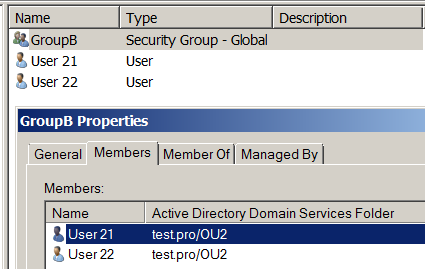 Name Type Description
GroupB Security Group - Global
User 21 User
User 22 User
GroupB Properties
General Members Member Of Managed By
Members:
Name Active Directory Domain Services Folder
User 21 test.pro/OU2
User 22 test.pro/OU2